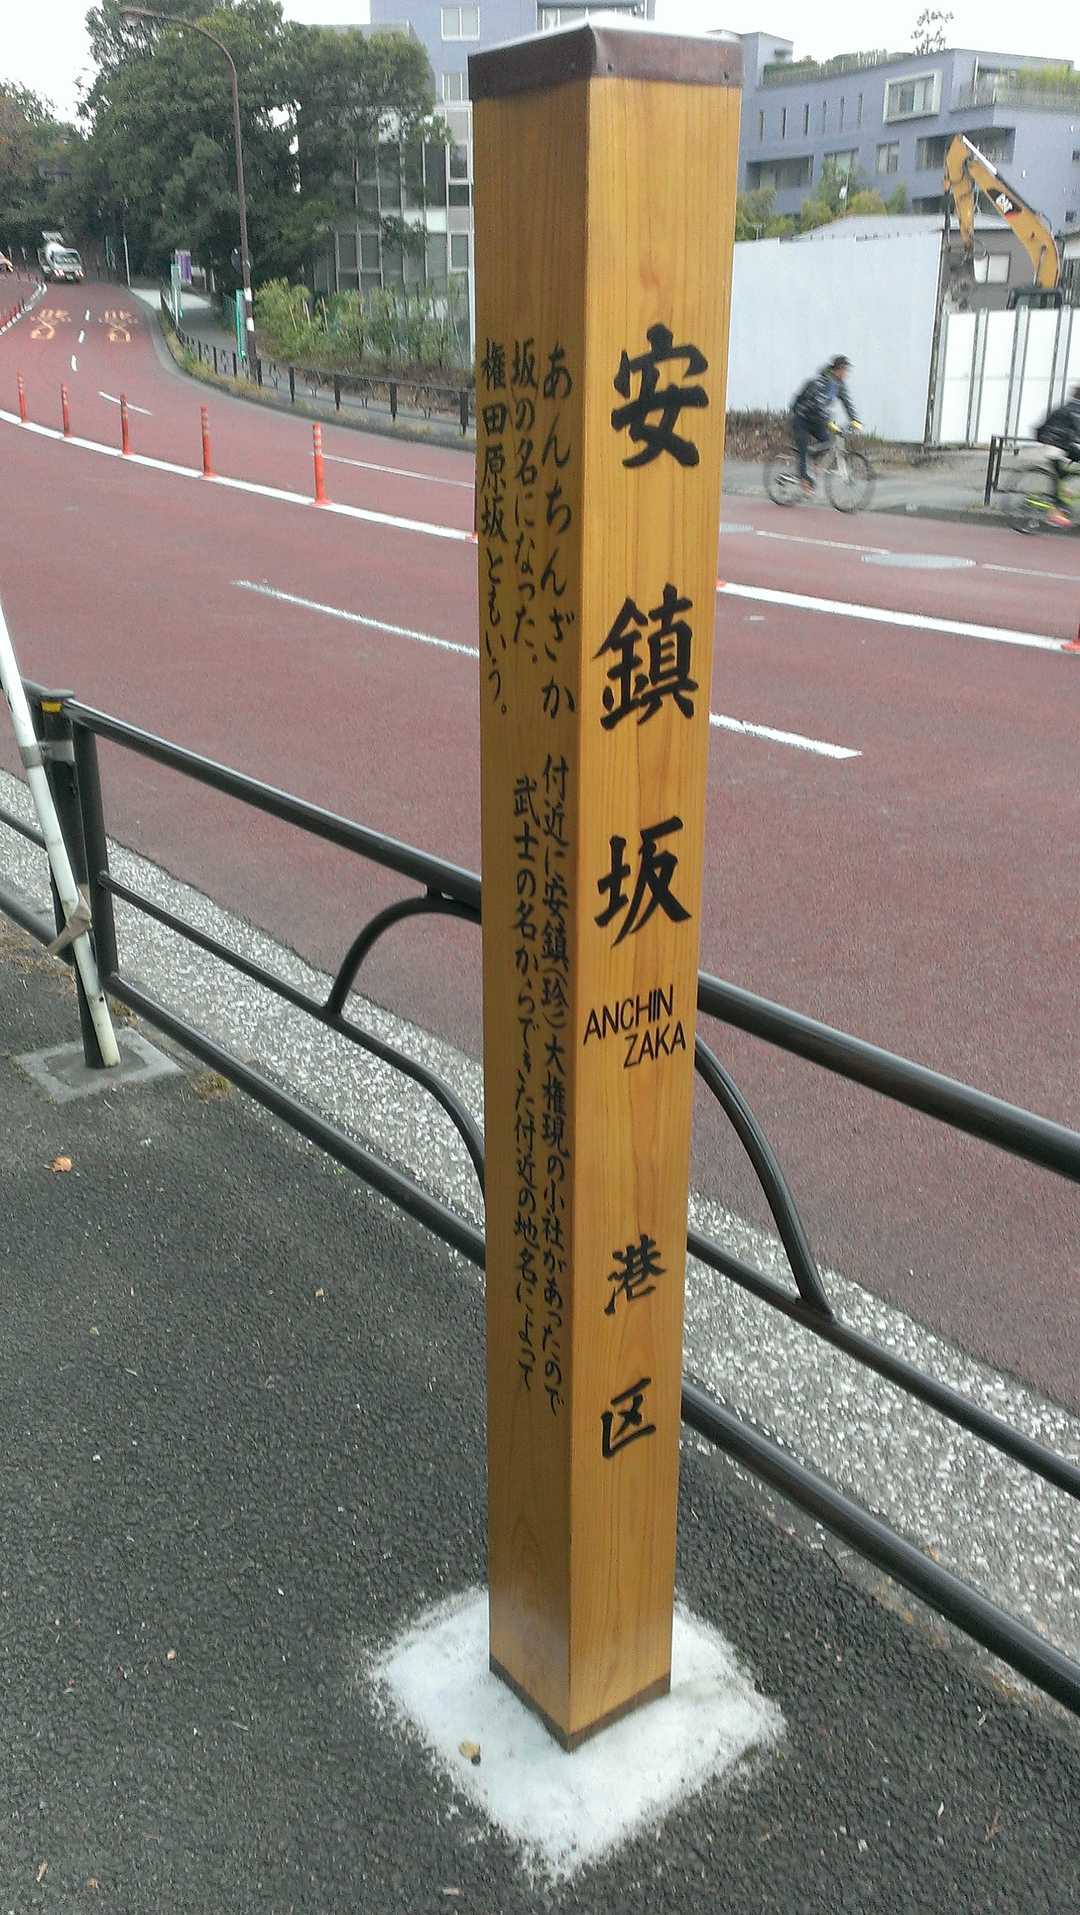 安鎮坂
ANCHIN
ZAKA
港区
あんちんざか 付近に安鎮(珍)大権現の小社があったので
坂の名になった。武士の名からできた付近の地名によって
権田原坂ともいう。
CAT